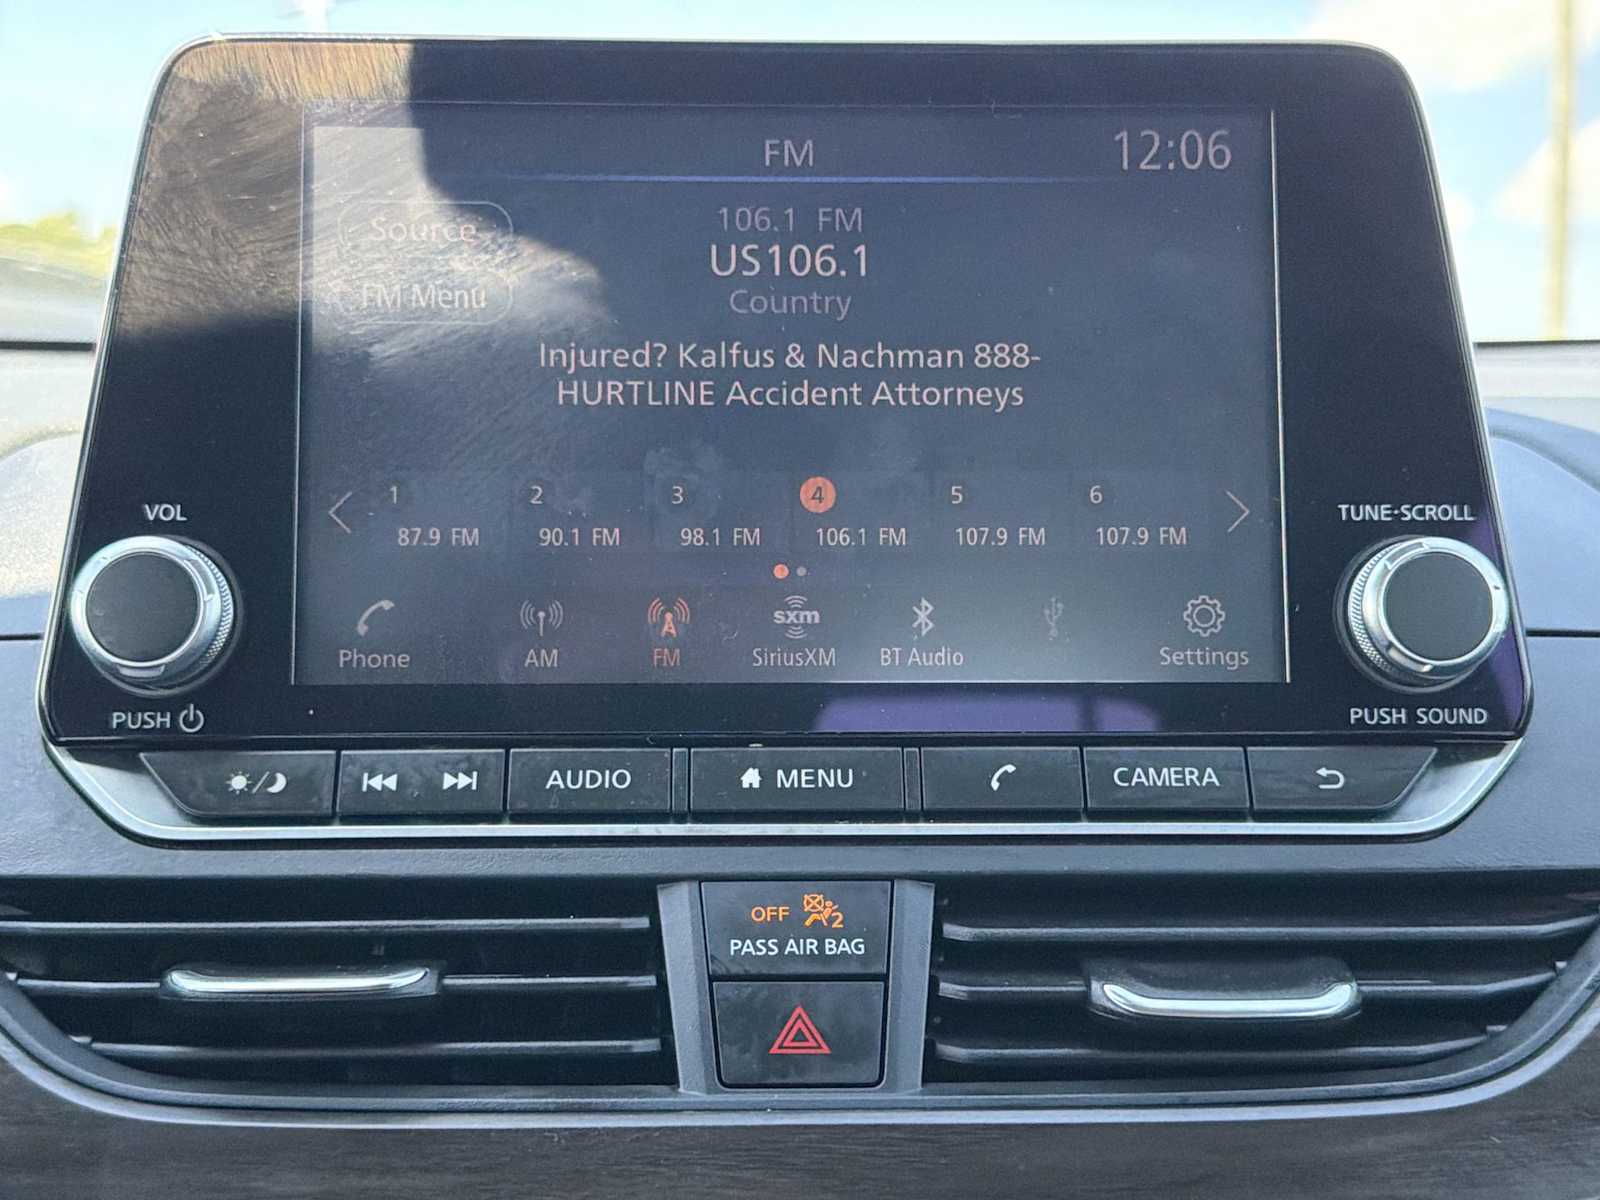 FM
12:06
Source
106.1 FM
US106.1
FM Menu
Country
Injured? Kalfus & Nachman 888-
HURTLINE Accident Attorneys
1 2 3 4 5 6
87.9 FM 90.1 FM 98.1 FM 106.1 FM 107.9 FM 107.9 FM
sxm
Phone AM FM SiriusXM BT Audio Settings
VOL
PUSH
TUNE·SCROLL
PUSH SOUND
AUDIO MENU CAMERA
OFF 2
PASS AIR BAG